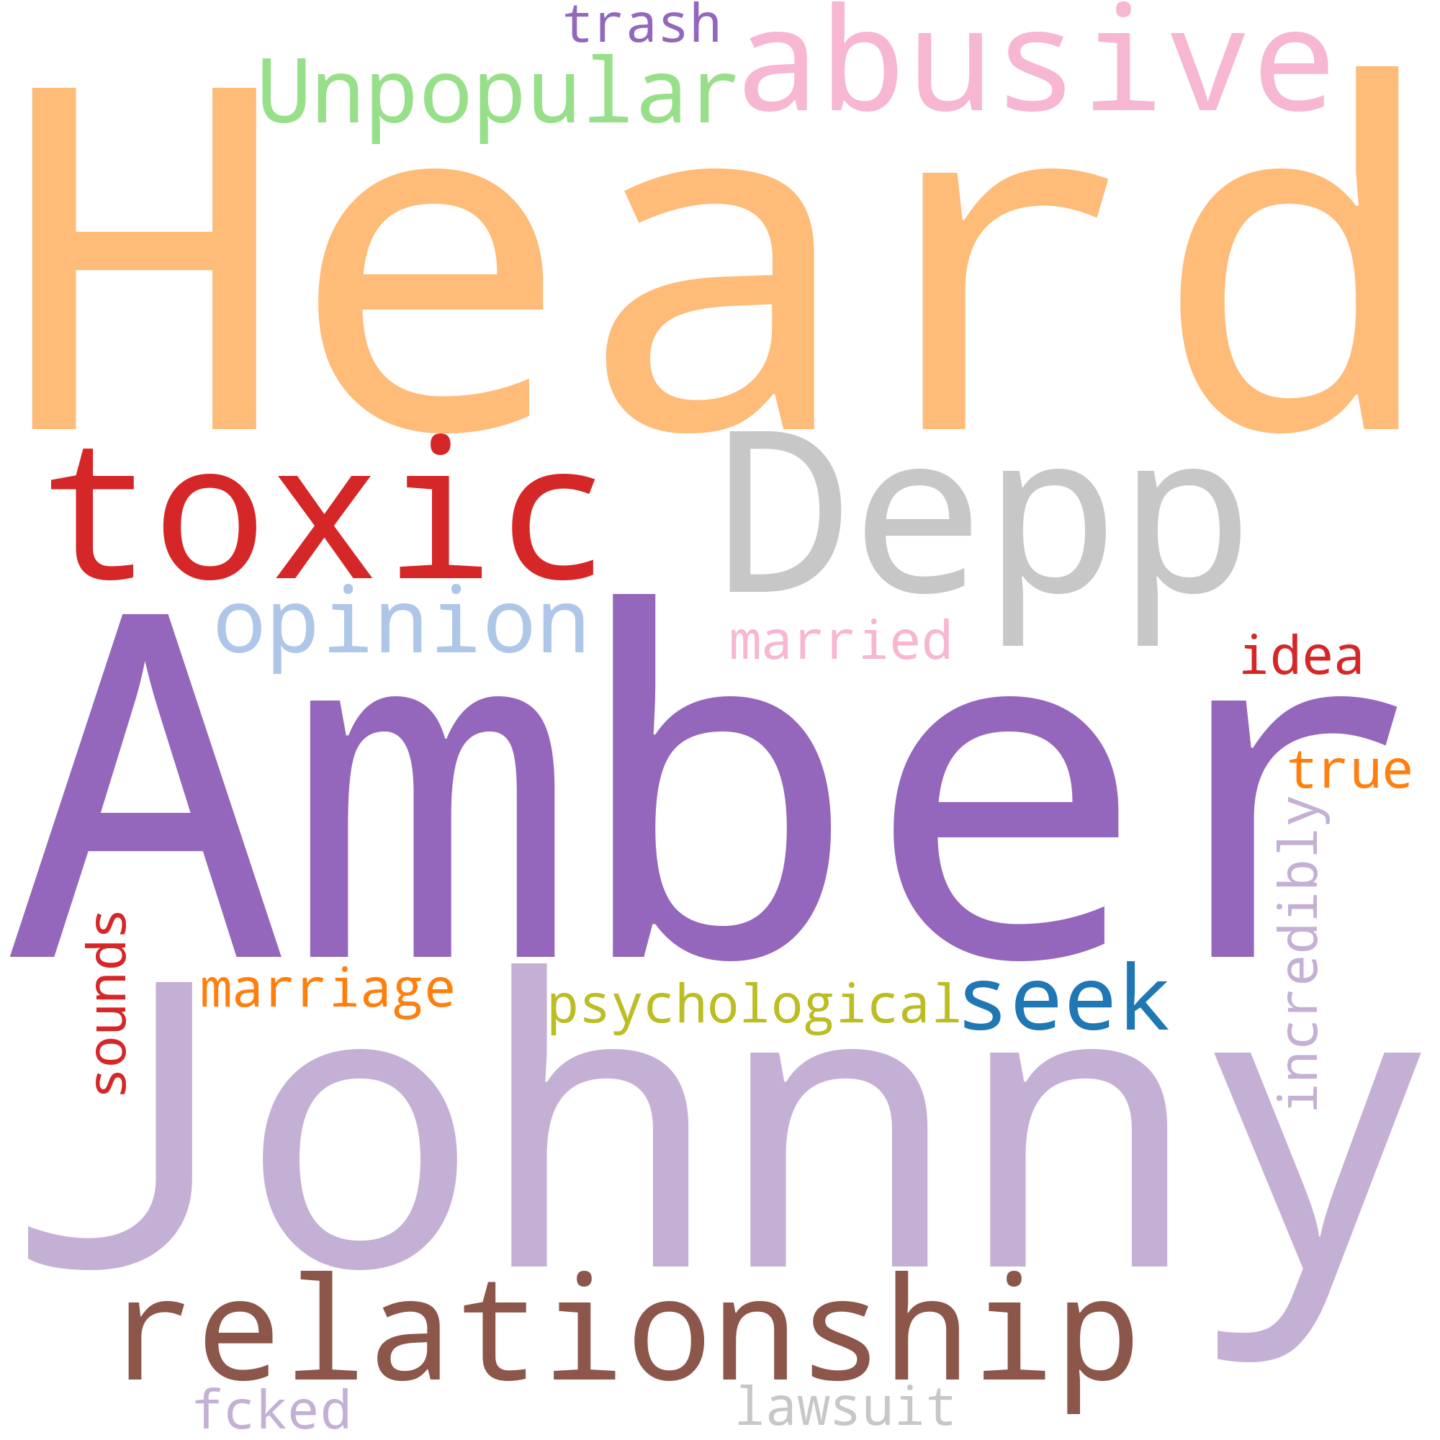 trash
abusive
Unpopular
Heard
toxic
Depp
opinion
married
idea
Amber
true
incredibly
sounds
marriage
psychological
seek
Johnny
relationship
fcked
lawsuit